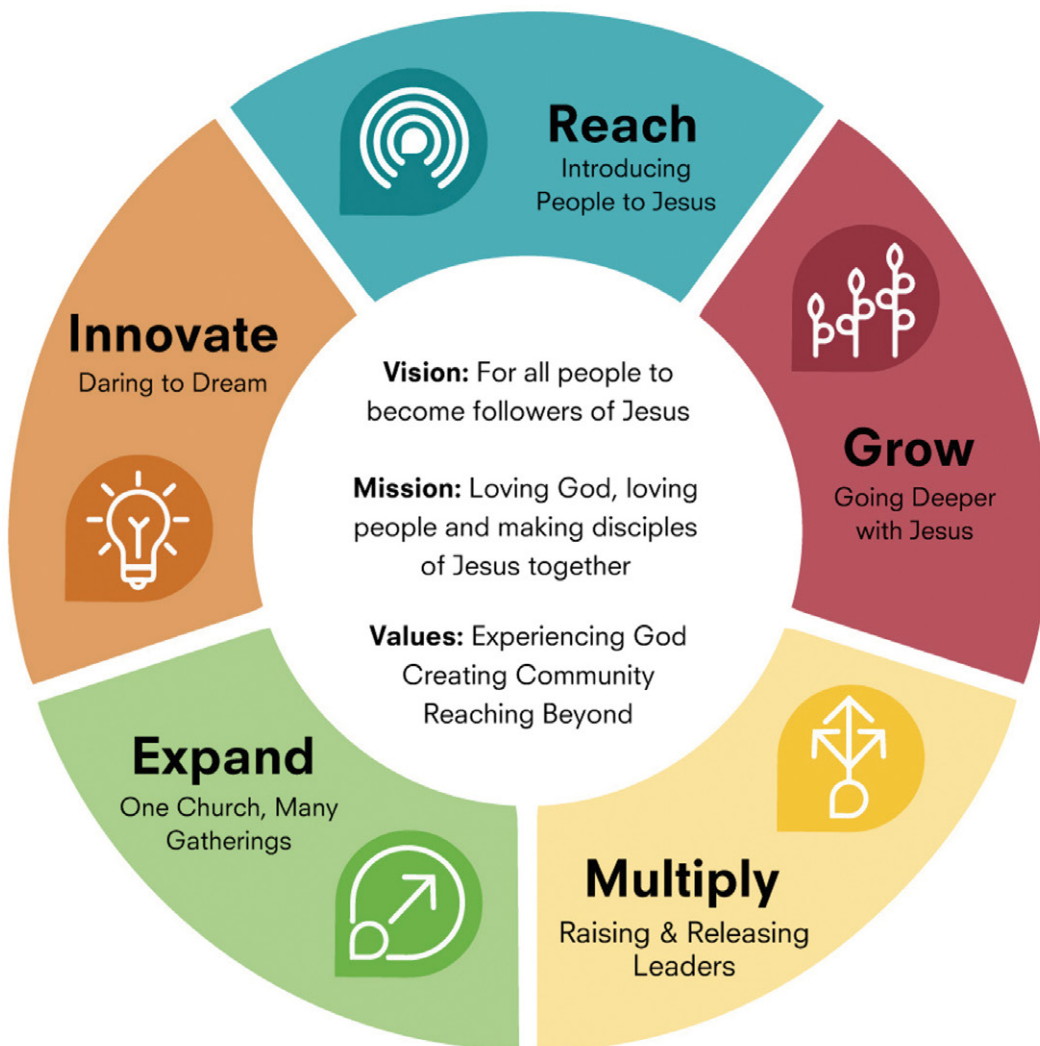 Reach
Introducing
People to Jesus
Grow
Going Deeper
with Jesus
Multiply
Raising & Releasing
Leaders
Expand
One Church, Many
Gatherings
Innovate
Daring to Dream
Vision: For all people to
become followers of Jesus
Mission: Loving God, loving
people and making disciples
of Jesus together
Values: Experiencing God
Creating Community
Reaching Beyond